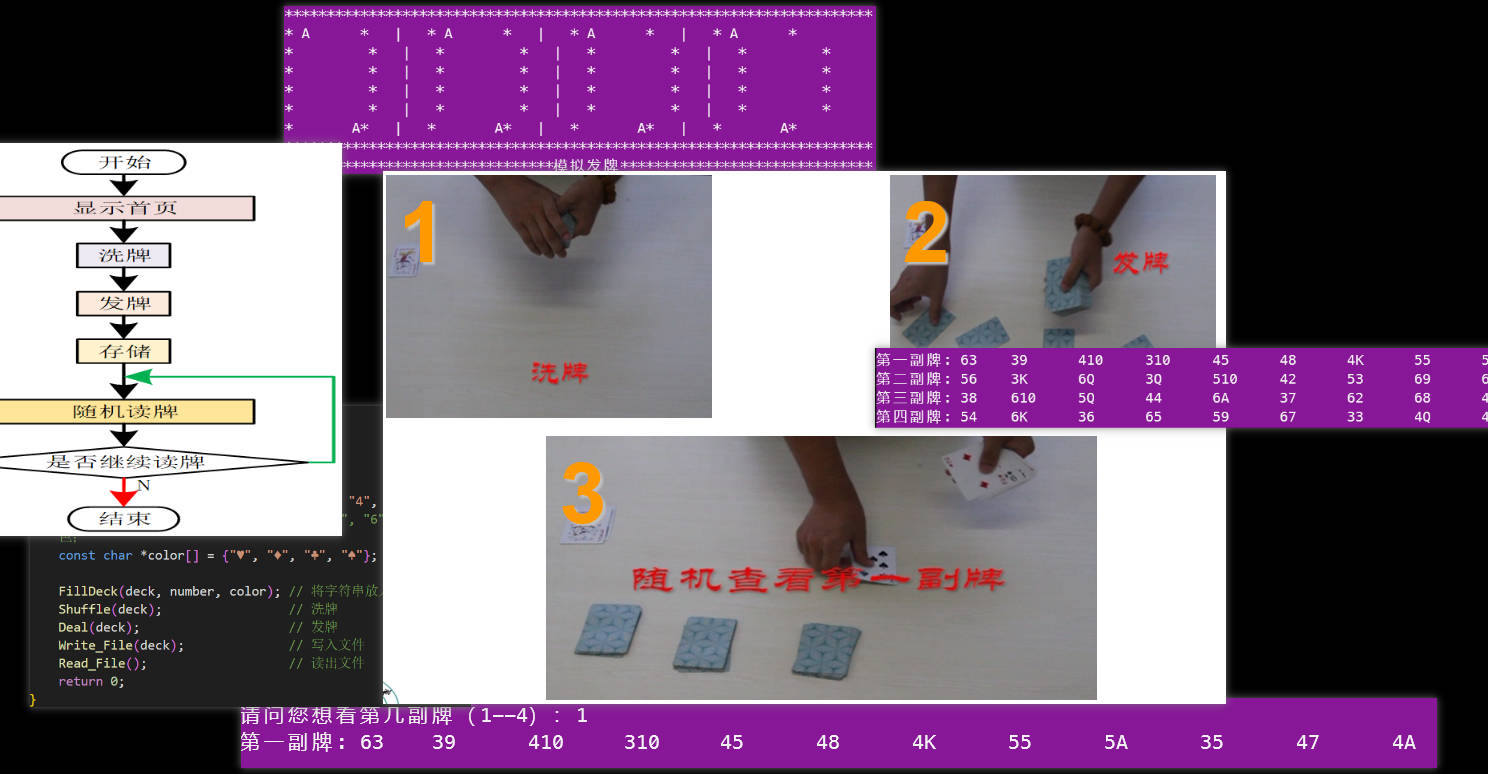 ***********************************************************************
* A      *   |   * A      *   |   * A      *   |   * A      *
*         *   |   *         *   |   *         *   |   *         *
*         *   |   *         *   |   *         *   |   *         *
*         *   |   *         *   |   *         *   |   *         *
*         *   |   *         *   |   *         *   |   *         *
*       A*   |   *       A*   |   *       A*   |   *       A*
***********************************************************************
模拟发牌
开始
显示首页
洗牌
发牌
存储
随机读牌
是否继续读牌
N
结束
1
洗牌
2
发牌
3
随机查看第一副牌
第一副牌: 63 39 410 310 45 48 4K 55
第二副牌: 56 3K 6Q 3Q 510 42 53 69
第三副牌: 38 610 5Q 44 6A 37 62 68
第四副牌: 54 6K 36 65 59 67 33 4Q
"4",
", "6"
const char *color[] = {"♥", "♦", "♣", "♠"};
FillDeck(deck, number, color); // 将字符串放
Shuffle(deck); // 洗牌
Deal(deck); // 发牌
Write_File(deck); // 写入文件
Read_File(); // 读出文件
return 0;
}
请问您想看第几副牌 (1--4) : 1
第一副牌: 63 39 410 310 45 48 4K 55 5A 35 47 4A